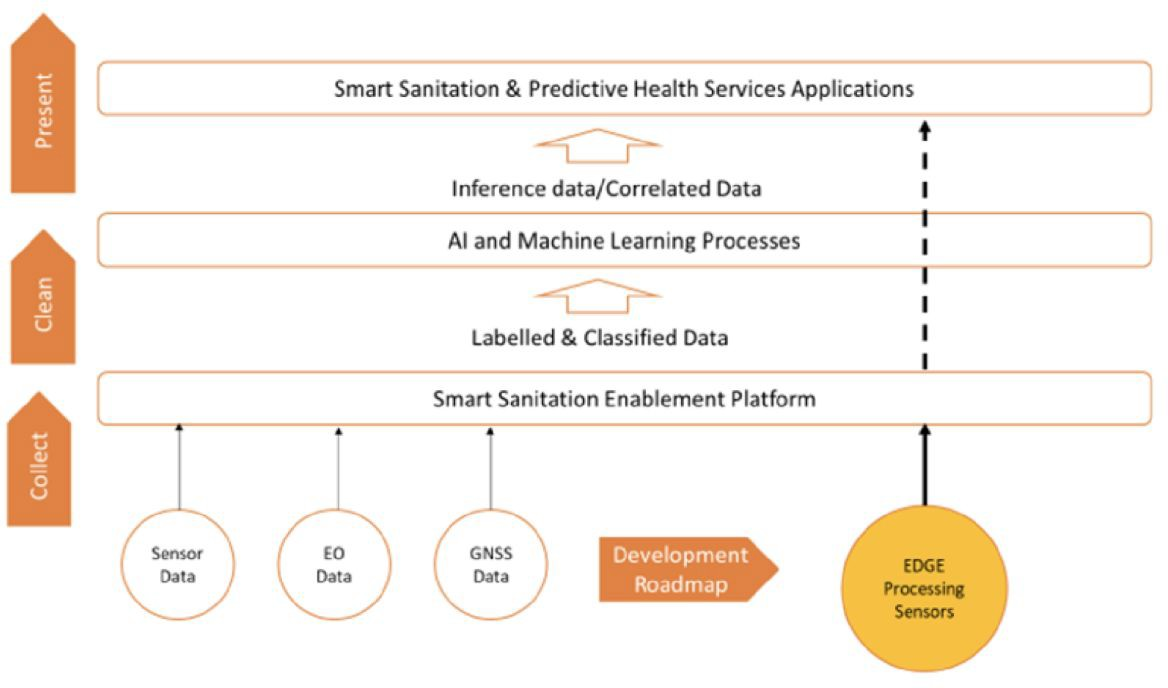 Present
Smart Sanitation & Predictive Health Services Applications
Inference data/Correlated Data
AI and Machine Learning Processes
Clean
Labelled & Classified Data
Smart Sanitation Enablement Platform
Collect
Sensor
Data
EO
Data
GNSS
Data
Development
Roadmap
EDGE
Processing
Sensors